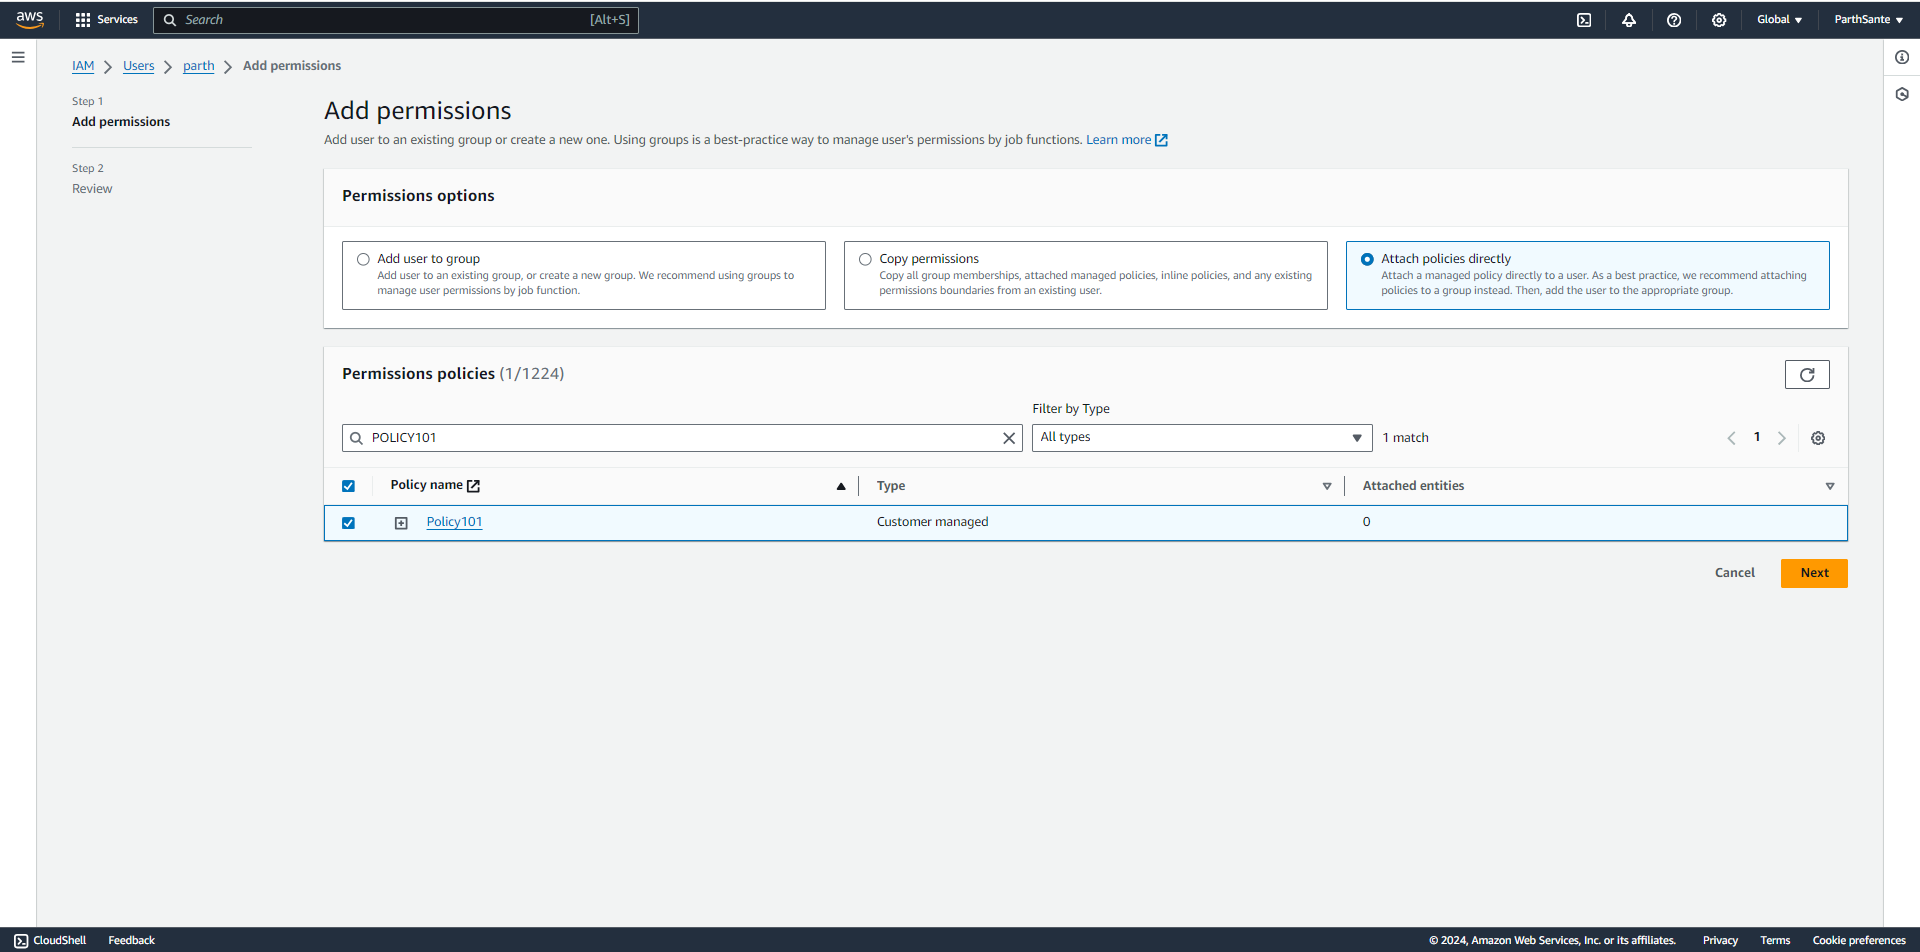 aws Services Search [Alt+S] Global ParthSante
IAM Users parth Add permissions
Step 1
Add permissions
Step 2
Review
Add permissions
Add user to an existing group or create a new one. Using groups is a best-practice way to manage user's permissions by job functions. Learn more
Permissions options
Add user to group
Add user to an existing group, or create a new group. We recommend using groups to
manage user permissions by job function.
Copy permissions
Copy all group memberships, attached managed policies, inline policies, and any existing
permissions boundaries from an existing user.
Attach policies directly
Attach a managed policy directly to a user. As a best practice, we recommend attaching
policies to a group instead. Then, add the user to the appropriate group.
Permissions policies (1/1224)
Filter by Type
POLICY101 All types 1 match 1
Policy name Type Attached entities
Policy101 Customer managed 0
Cancel Next
CloudShell Feedback © 2024, Amazon Web Services, Inc. or its affiliates. Privacy Terms Cookie preferences